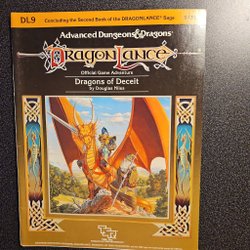 DL9
Concluding the Second Book of the DRAGONLANCE® Saga
Advanced Dungeons&Dragons®
DRAGONLANCE
Official Game Adventure
Dragons of Deceit
by Douglas Niles
TSR